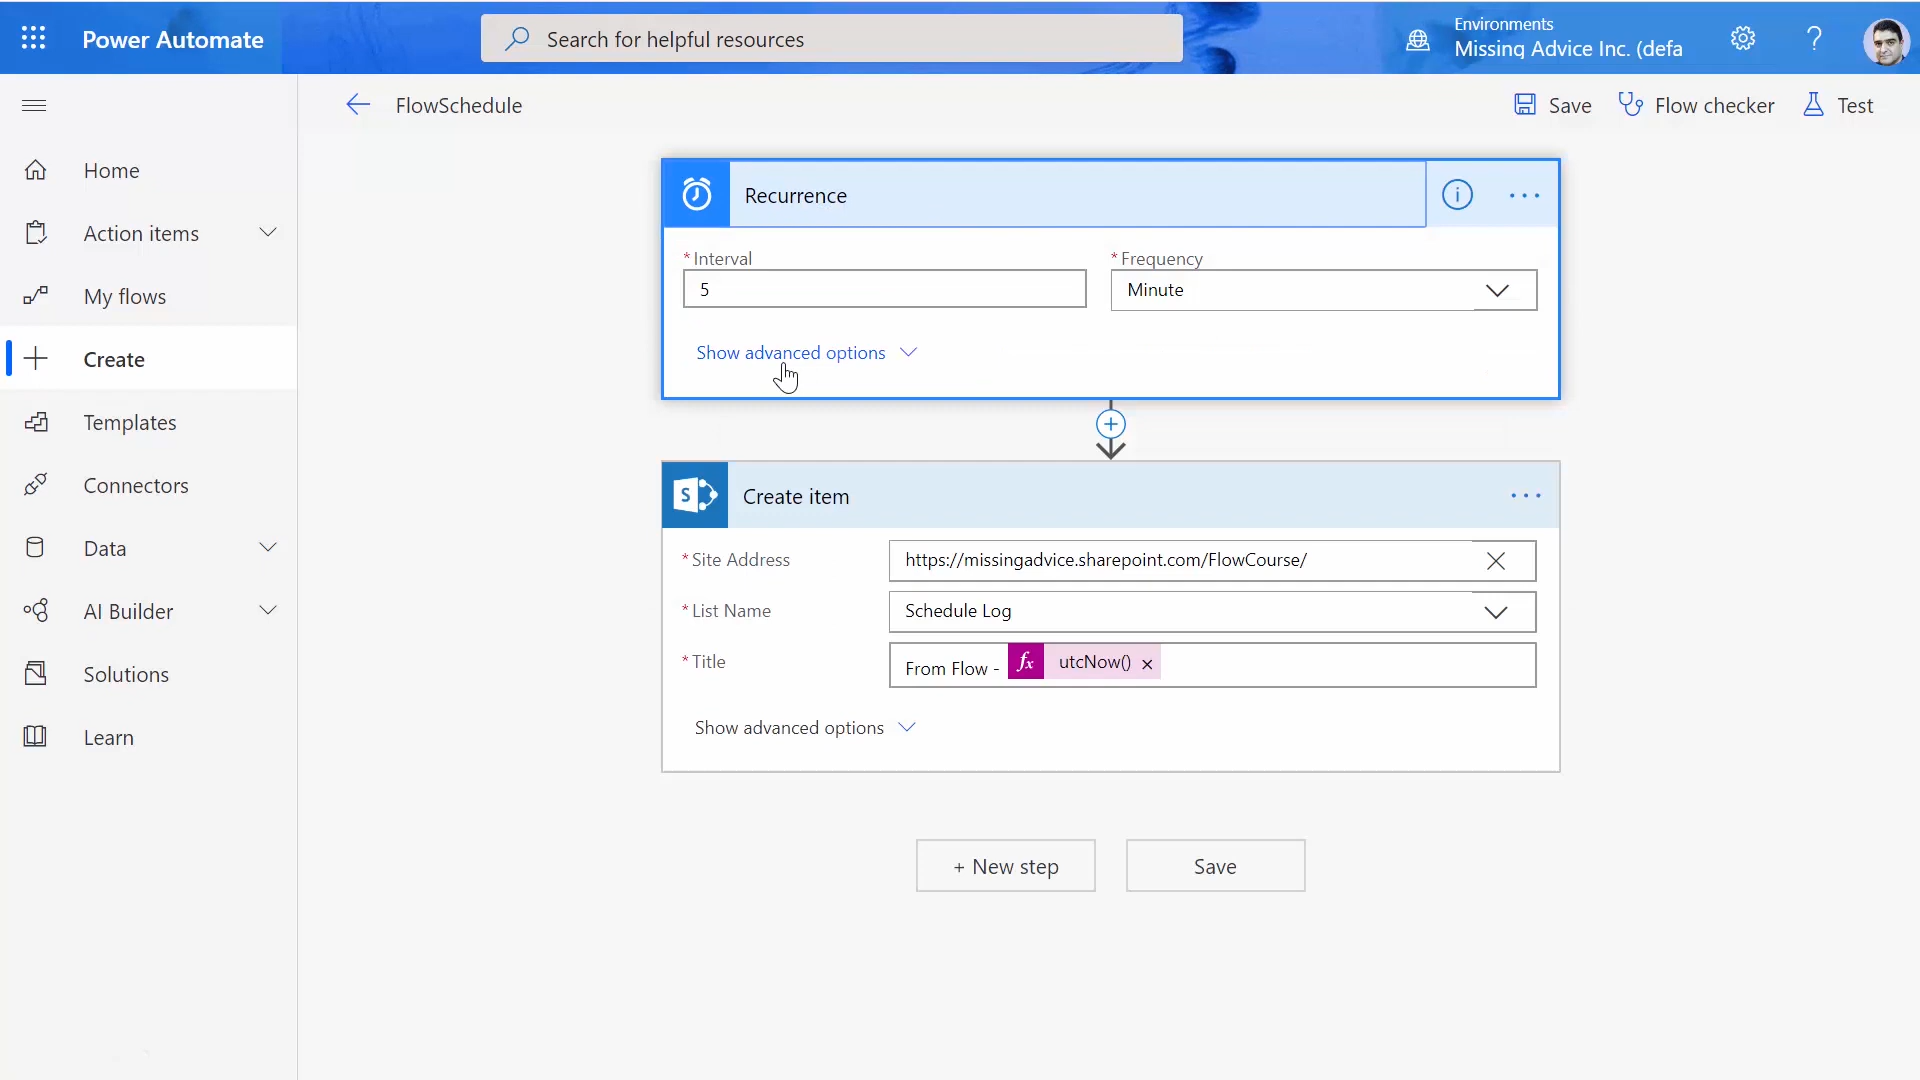 Power Automate
Search for helpful resources
Environments
Missing Advice Inc. (defa
FlowSchedule
Save
Flow checker
Test
Home
Action items
My flows
Create
Templates
Connectors
Data
AI Builder
Solutions
Learn
Recurrence
* Interval
* Frequency
5
Minute
Show advanced options
Create item
* Site Address
https://missingadvice.sharepoint.com/FlowCourse/
* List Name
Schedule Log
* Title
From Flow - fx utcNow() ×
Show advanced options
+ New step
Save